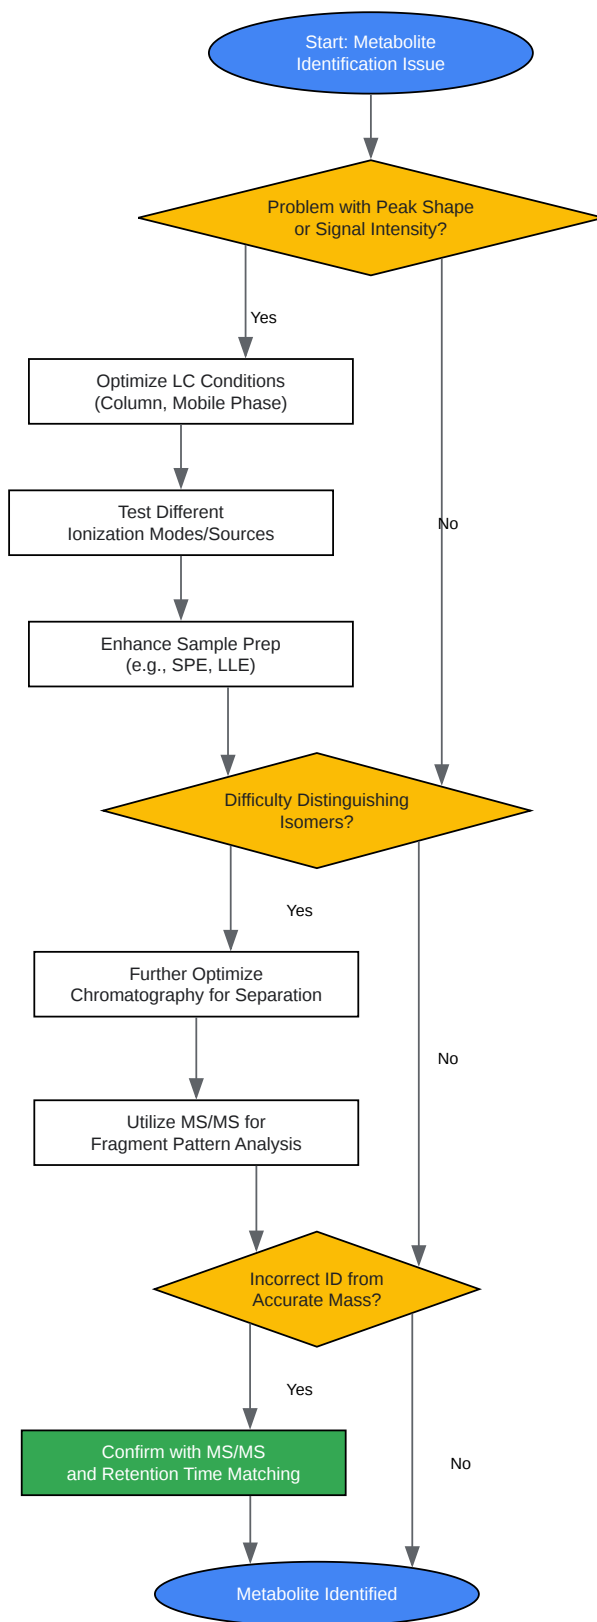 Start: Metabolite
Identification Issue
Problem with Peak Shape
or Signal Intensity?
Yes
Optimize LC Conditions
(Column, Mobile Phase)
Test Different
Ionization Modes/Sources
No
Enhance Sample Prep
(e.g., SPE, LLE)
Difficulty Distinguishing
Isomers?
Yes
Further Optimize
Chromatography for Separation
No
Utilize MS/MS for
Fragment Pattern Analysis
Incorrect ID from
Accurate Mass?
Yes
Confirm with MS/MS
and Retention Time Matching
No
Metabolite Identified